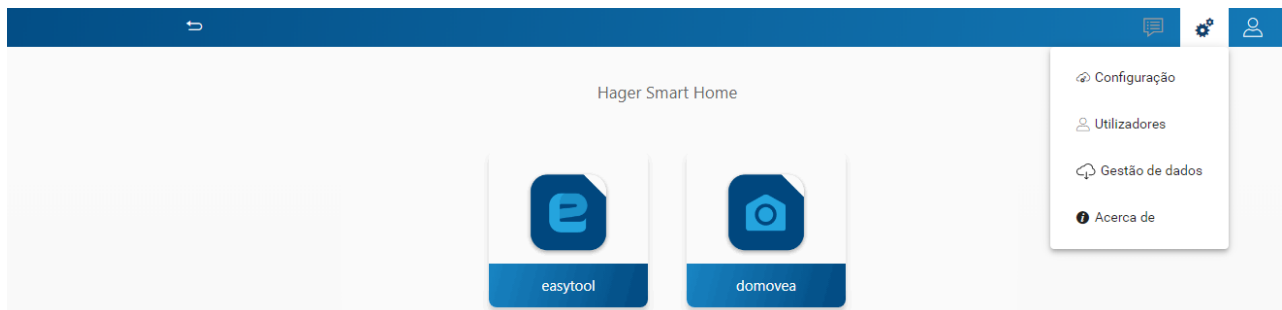 Hager Smart Home
Configuração
Utilizadores
Gestão de dados
Acerca de
easytool
domovea